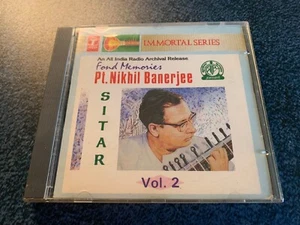 IMMORTAL SERIES
An All India Radio Archival Release
Fond Memories
Pt. Nikhil Banerjee
SITAR
Vol. 2